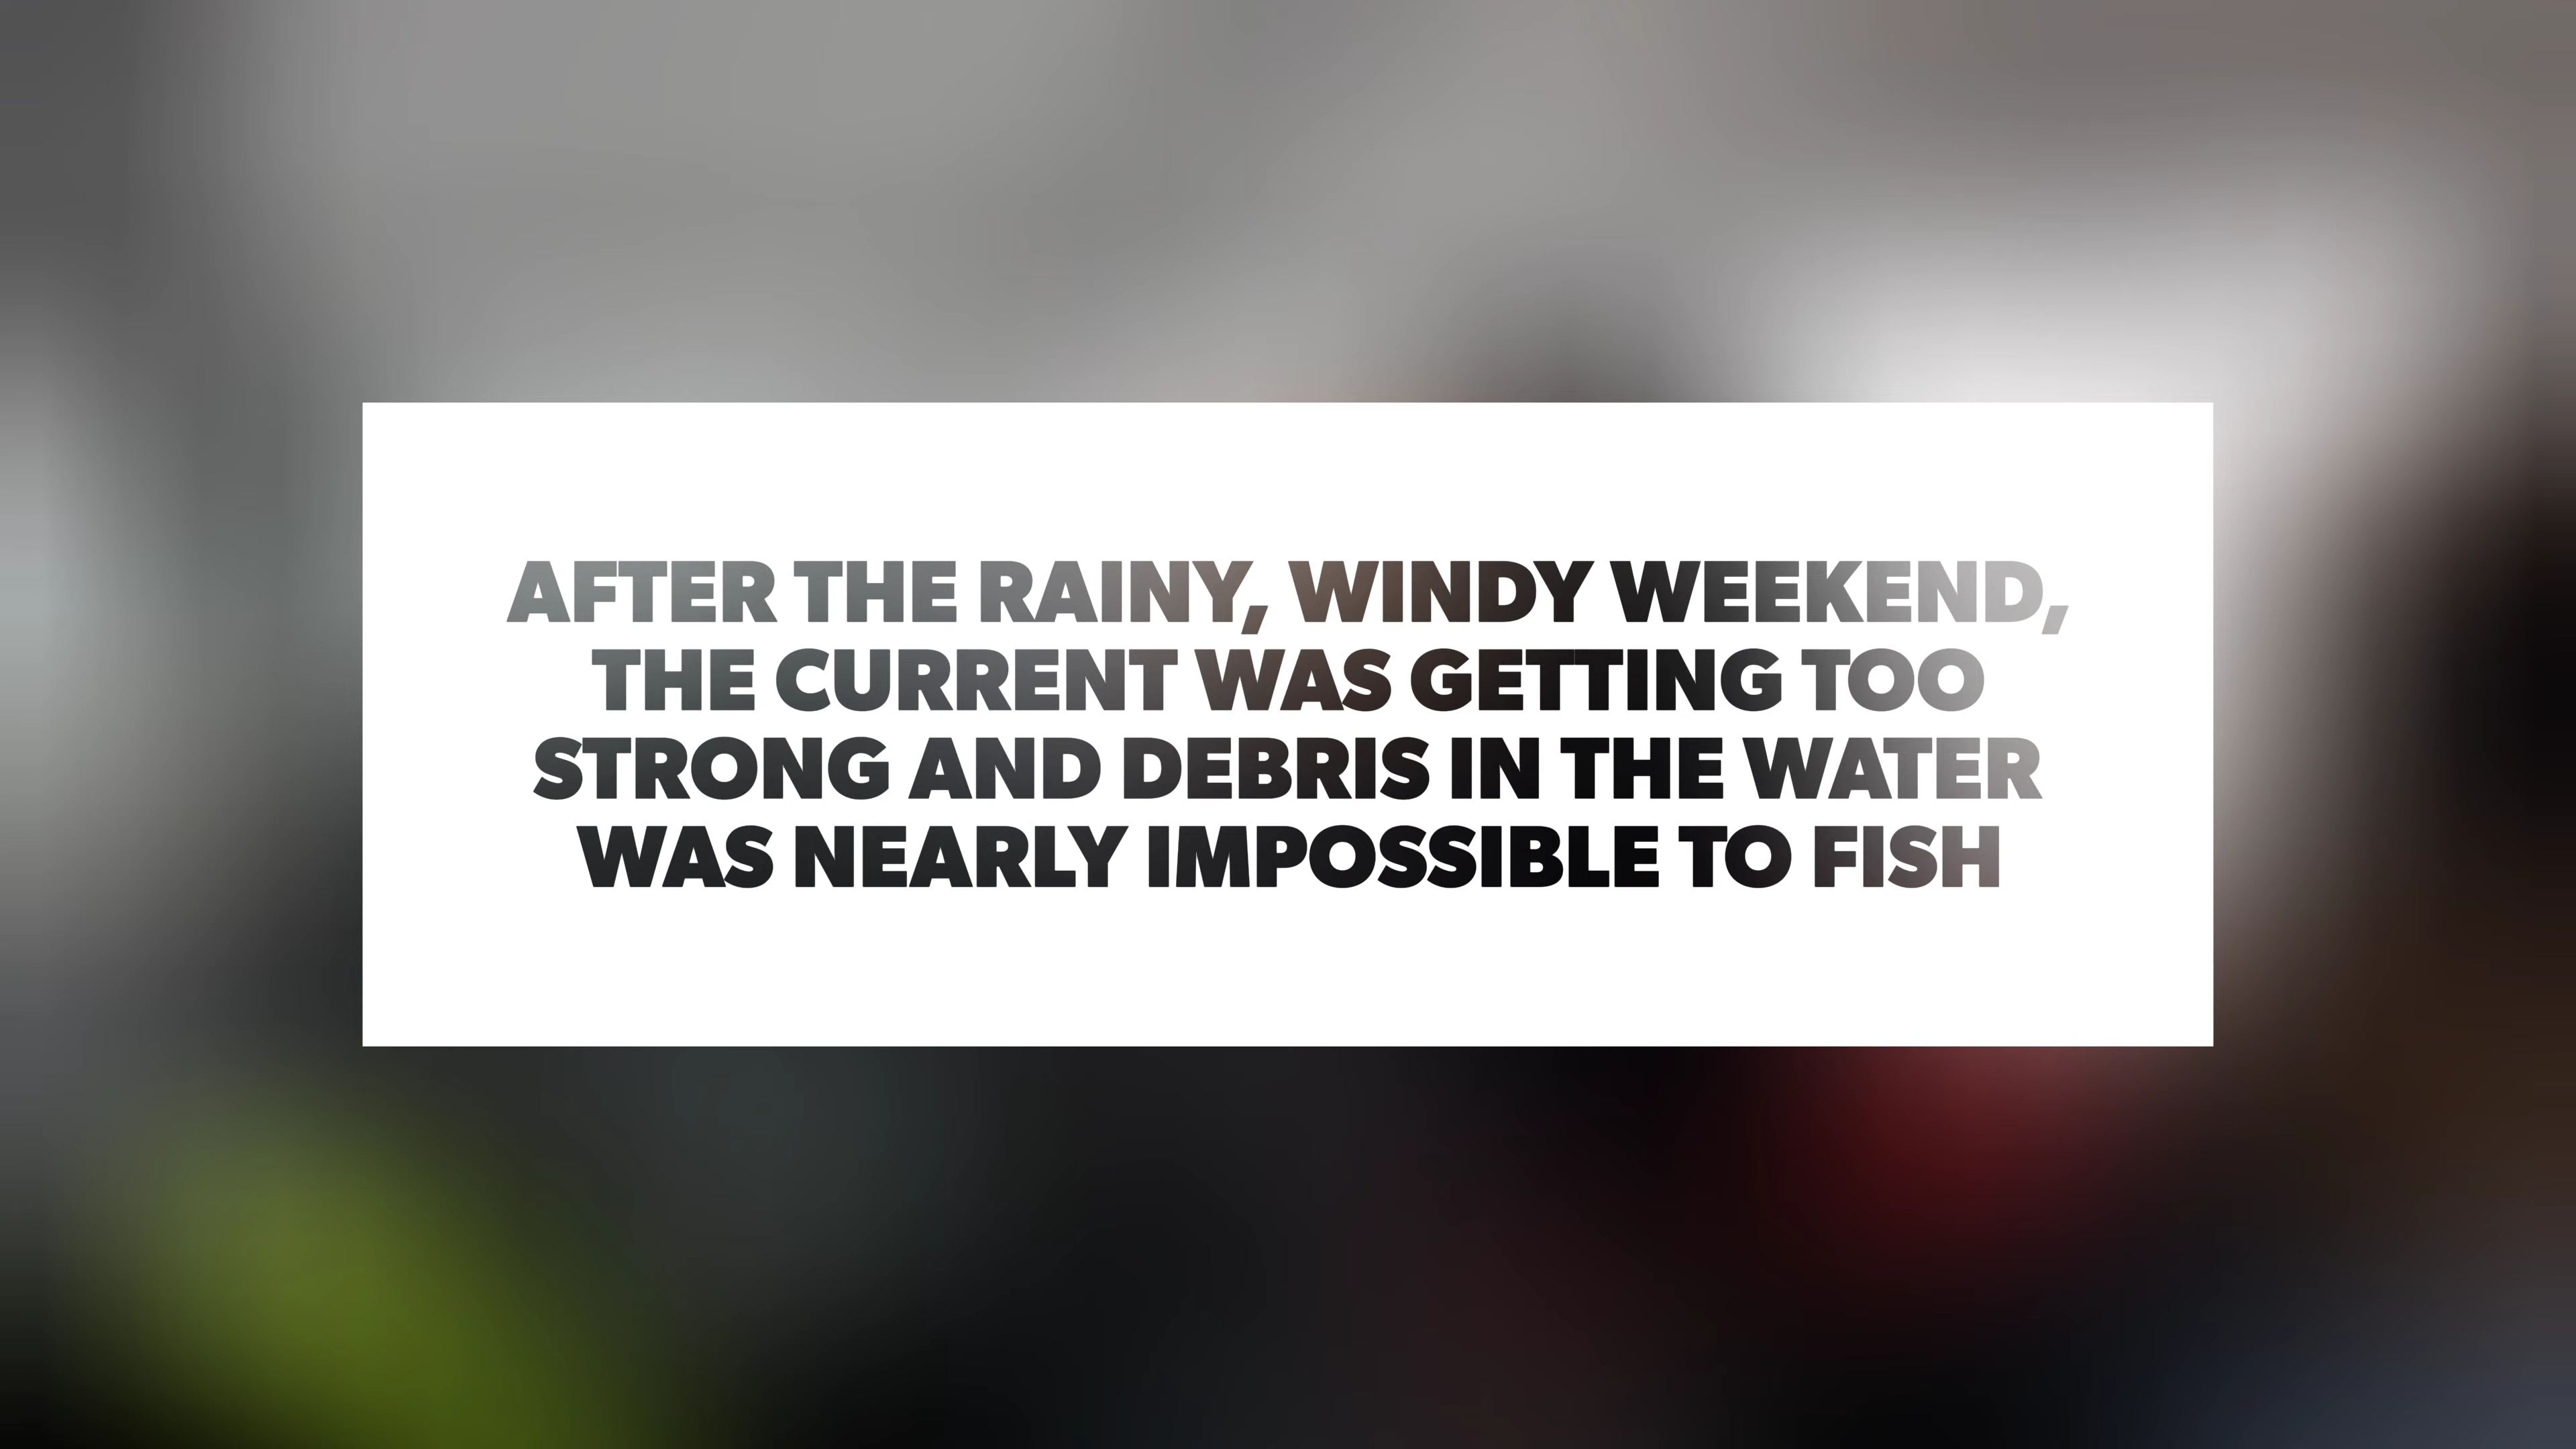 AFTER THE RAINY, WINDY WEEKEND,
THE CURRENT WAS GETTING TOO
STRONG AND DEBRIS IN THE WATER
WAS NEARLY IMPOSSIBLE TO FISH